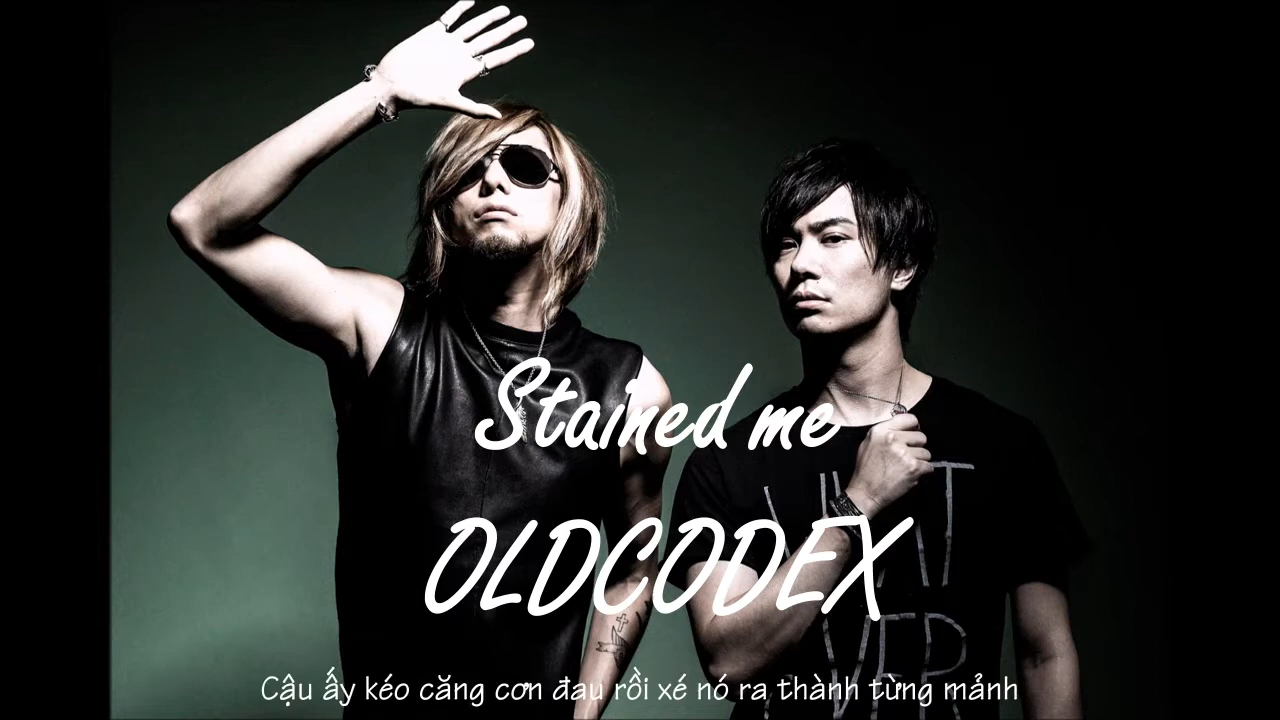 Stained me
OLDCODEX
Cậu ấy kéo căng cơn đau rồi xé nó ra thành từng mảnh